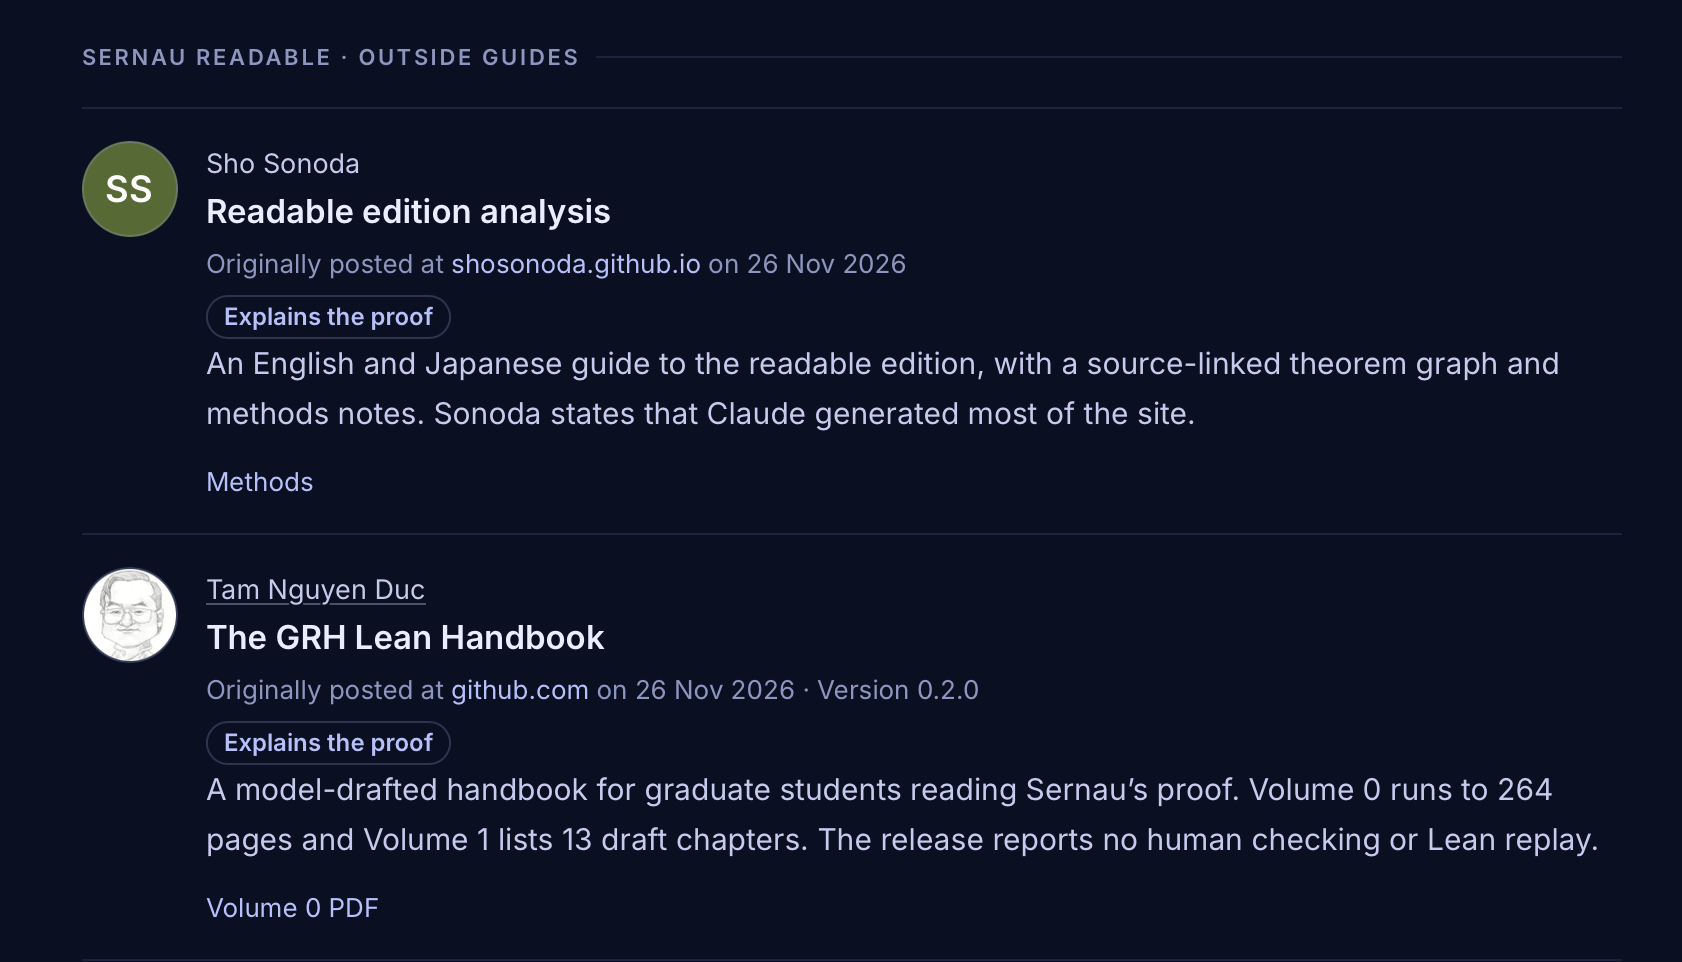 SERNAU READABLE · OUTSIDE GUIDES
SS
Sho Sonoda
Readable edition analysis
Originally posted at shosonoda.github.io on 26 Nov 2026
Explains the proof
An English and Japanese guide to the readable edition, with a source-linked theorem graph and
methods notes. Sonoda states that Claude generated most of the site.
Methods
Tam Nguyen Duc
The GRH Lean Handbook
Originally posted at github.com on 26 Nov 2026 · Version 0.2.0
Explains the proof
A model-drafted handbook for graduate students reading Sernau’s proof. Volume 0 runs to 264
pages and Volume 1 lists 13 draft chapters. The release reports no human checking or Lean replay.
Volume 0 PDF